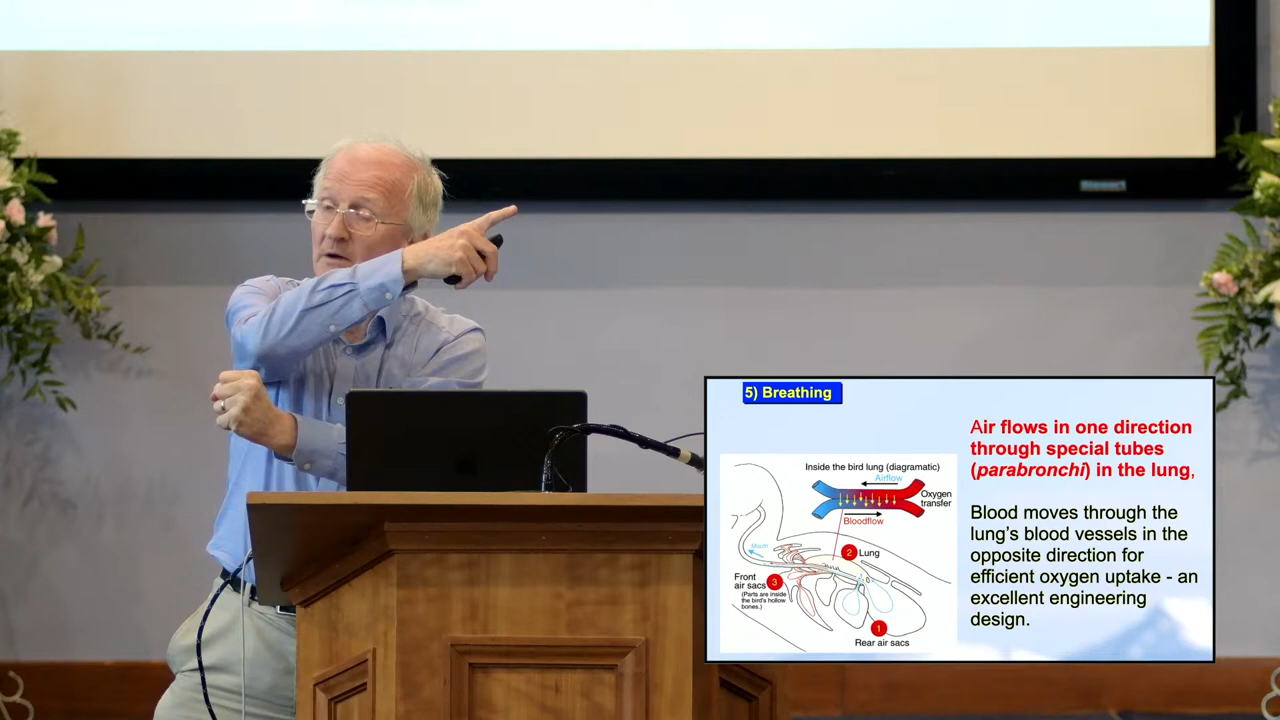 Stewart
5) Breathing
Air flows in one direction
through special tubes
(parabronchi) in the lung,
Blood moves through the
lung's blood vessels in the
opposite direction for
efficient oxygen uptake - an
excellent engineering
design.
Inside the bird lung (diagramatic)
Airflow
Oxygen
transfer
Bloodflow
Mouth
2 Lung
Front
air sacs 3
(Parts are inside
the bird's hollow
bones.)
1
Rear air sacs